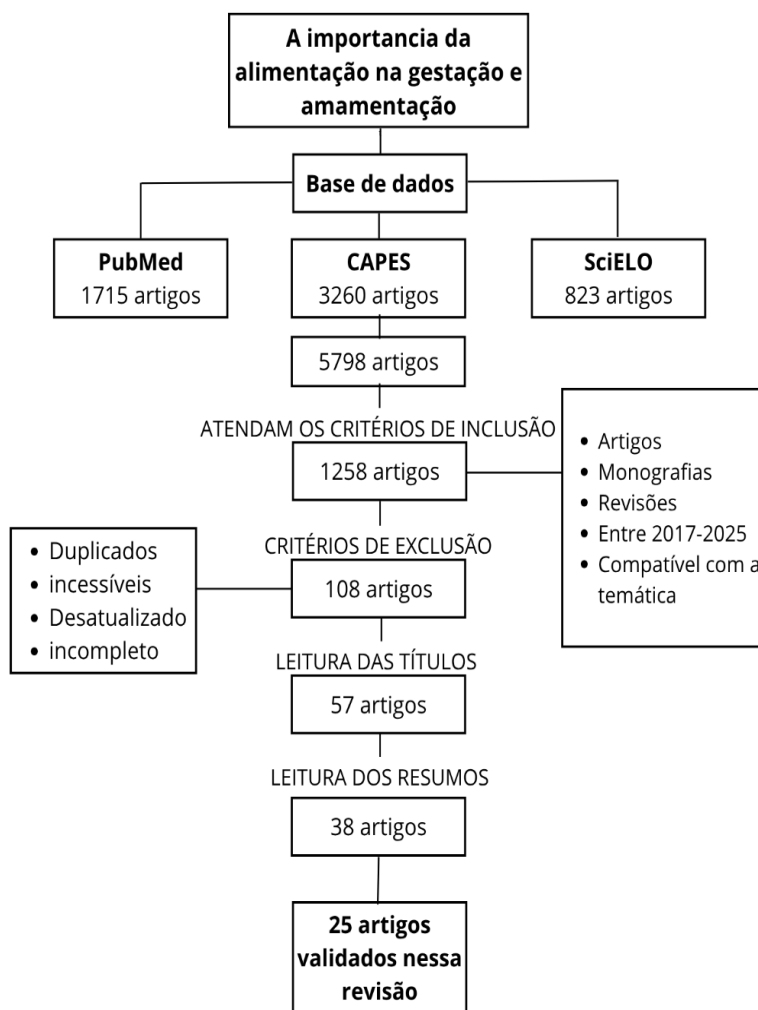 A importancia da
alimentação na gestação e
amamentação
Base de dados
PubMed
1715 artigos
CAPES
3260 artigos
SciELO
823 artigos
5798 artigos
ATENDAM OS CRITÉRIOS DE INCLUSÃO
1258 artigos
• Artigos
• Monografias
• Revisões
• Entre 2017-2025
• Compatível com a
temática
CRITÉRIOS DE EXCLUSÃO
• Duplicados
• incessíveis
• Desatualizado
• incompleto
108 artigos
LEITURA DAS TÍTULOS
57 artigos
LEITURA DOS RESUMOS
38 artigos
25 artigos
validados nessa
revisão